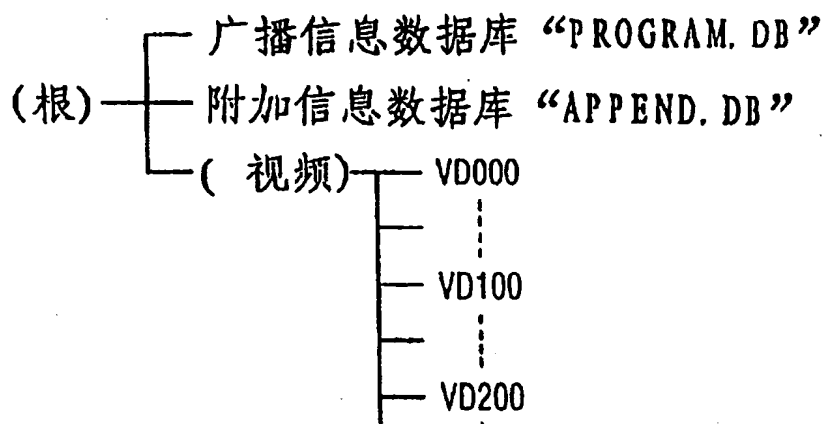 广播信息数据库 “PROGRAM. DB”
(根) 附加信息数据库 “APPEND. DB”
( 视频) VD000
VD100
VD200